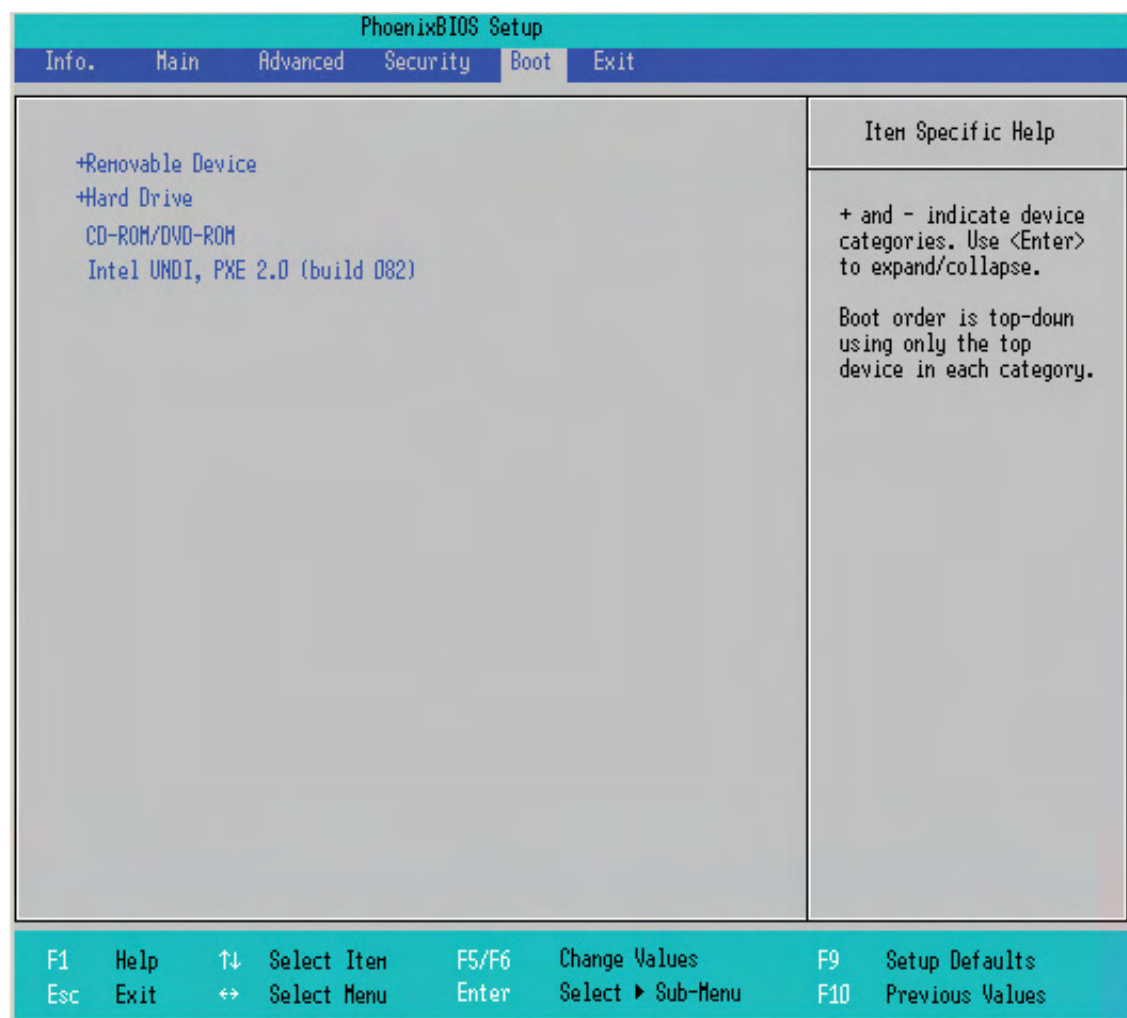 PhoenixBIOS Setup
Info. Main Advanced Security Boot Exit
+Removable Device
+Hard Drive
CD-ROM/DVD-ROM
Intel UNDI, PXE 2.0 (build 082)
Item Specific Help
+ and - indicate device
categories. Use <Enter>
to expand/collapse.
Boot order is top-down
using only the top
device in each category.
F1 Help ↑↓ Select Item F5/F6 Change Values F9 Setup Defaults
Esc Exit ↔ Select Menu Enter Select ▶ Sub-Menu F10 Previous Values